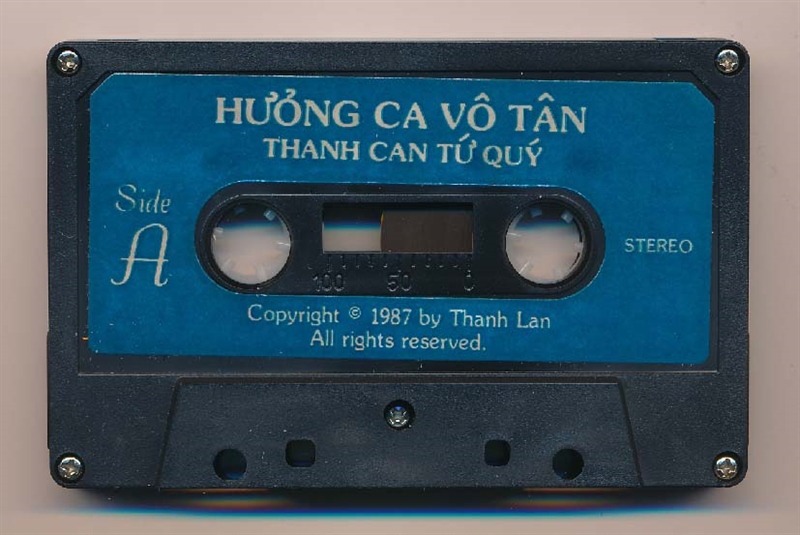 HƯỎNG CA VÔ TÂN
THANH CAN TỨ QUÝ
Side
A
STEREO
100 50 0
Copyright © 1987 by Thanh Lan
All rights reserved.